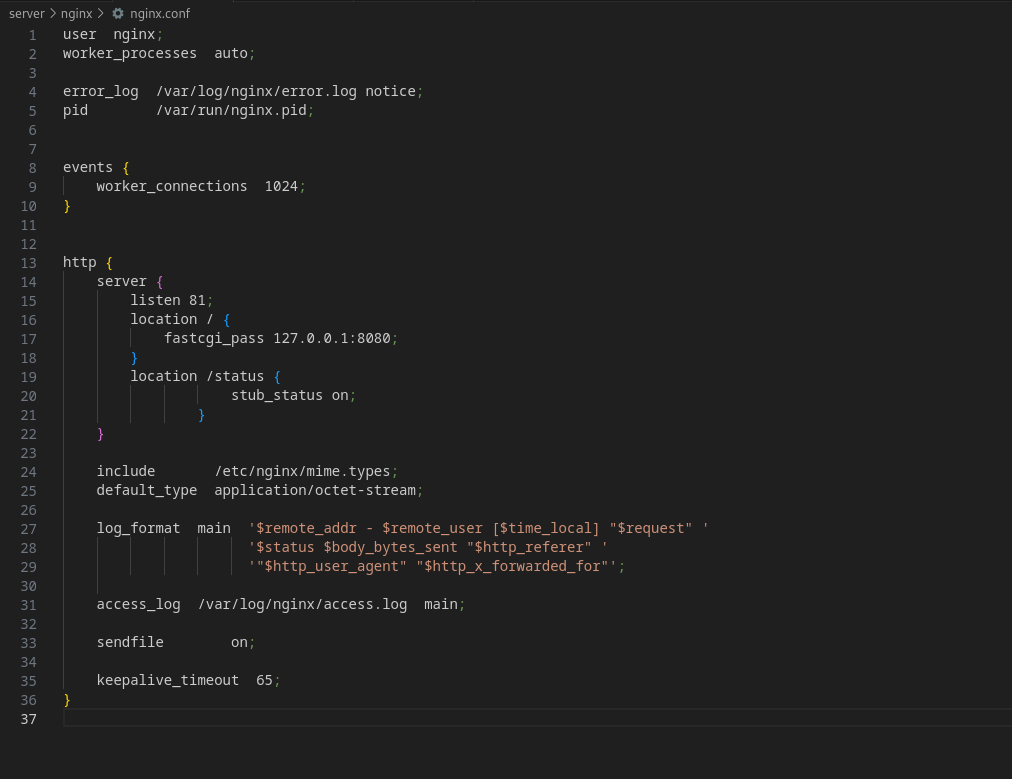 server > nginx > nginx.conf
1 user  nginx;
2 worker_processes  auto;
3
4 error_log  /var/log/nginx/error.log notice;
5 pid        /var/run/nginx.pid;
6
7
8 events {
9     worker_connections  1024;
10 }
11
12
13 http {
14     server {
15         listen 81;
16         location / {
17             fastcgi_pass 127.0.0.1:8080;
18         }
19         location /status {
20                     stub_status on;
21                 }
22     }
23
24     include       /etc/nginx/mime.types;
25     default_type  application/octet-stream;
26
27     log_format  main  '$remote_addr - $remote_user [$time_local] "$request" '
28                       '$status $body_bytes_sent "$http_referer" '
29                       '"$http_user_agent" "$http_x_forwarded_for"';
30
31     access_log  /var/log/nginx/access.log  main;
32
33     sendfile        on;
34
35     keepalive_timeout  65;
36 }
37